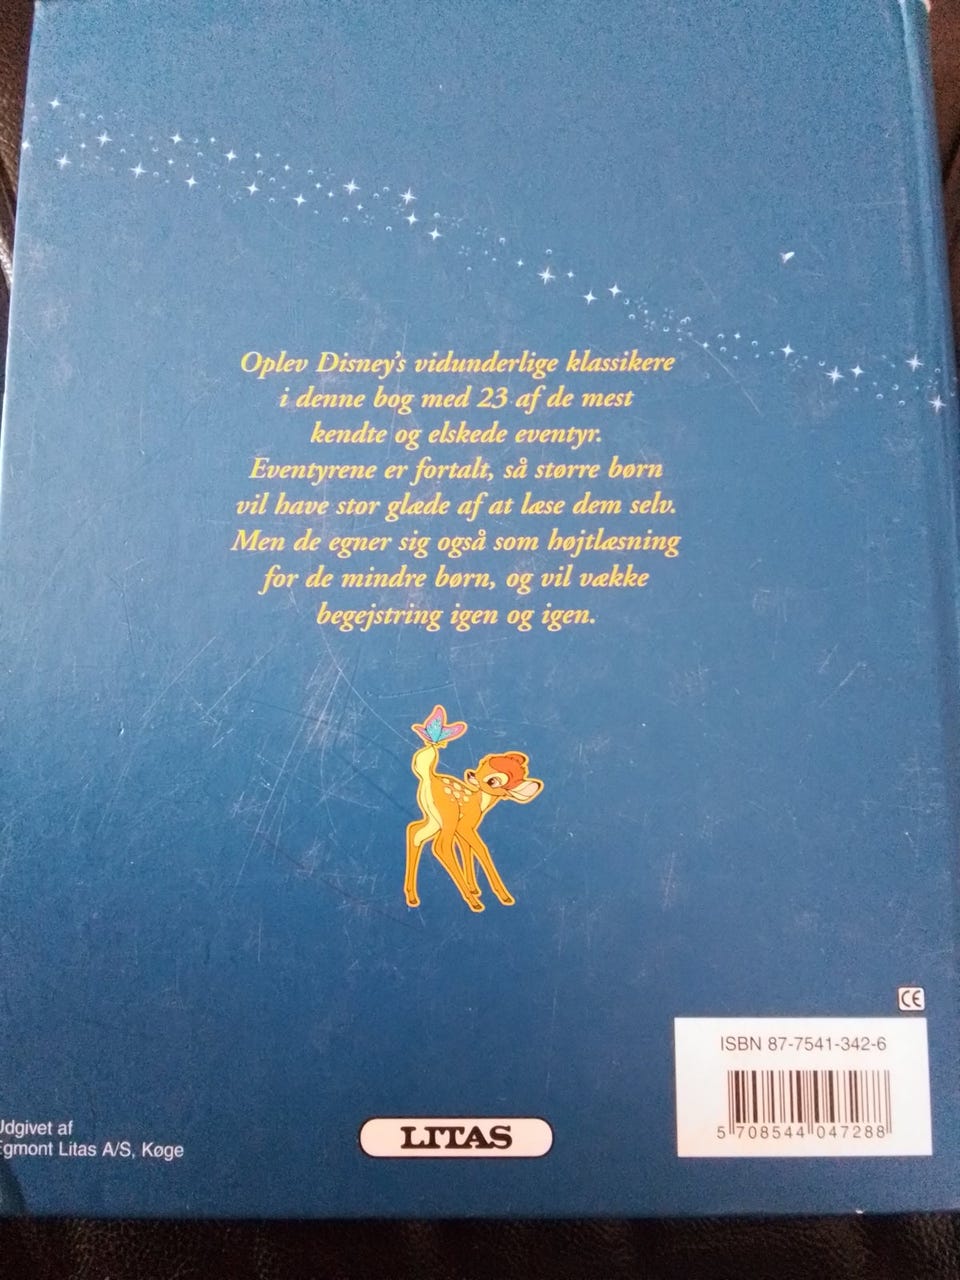 Oplev Disney's vidunderlige klassikere
i denne bog med 23 af de mest
kendte og elskede eventyr.
Eventyrene er fortalt, så større børn
vil have stor glæde af at læse dem selv.
Men de egner sig også som højtlæsning
for de mindre børn, og vil vække
begejstring igen og igen.
CE
ISBN 87-7541-342-6
5 708544 047288
Udgivet af
Egmont Litas A/S, Køge
LITAS